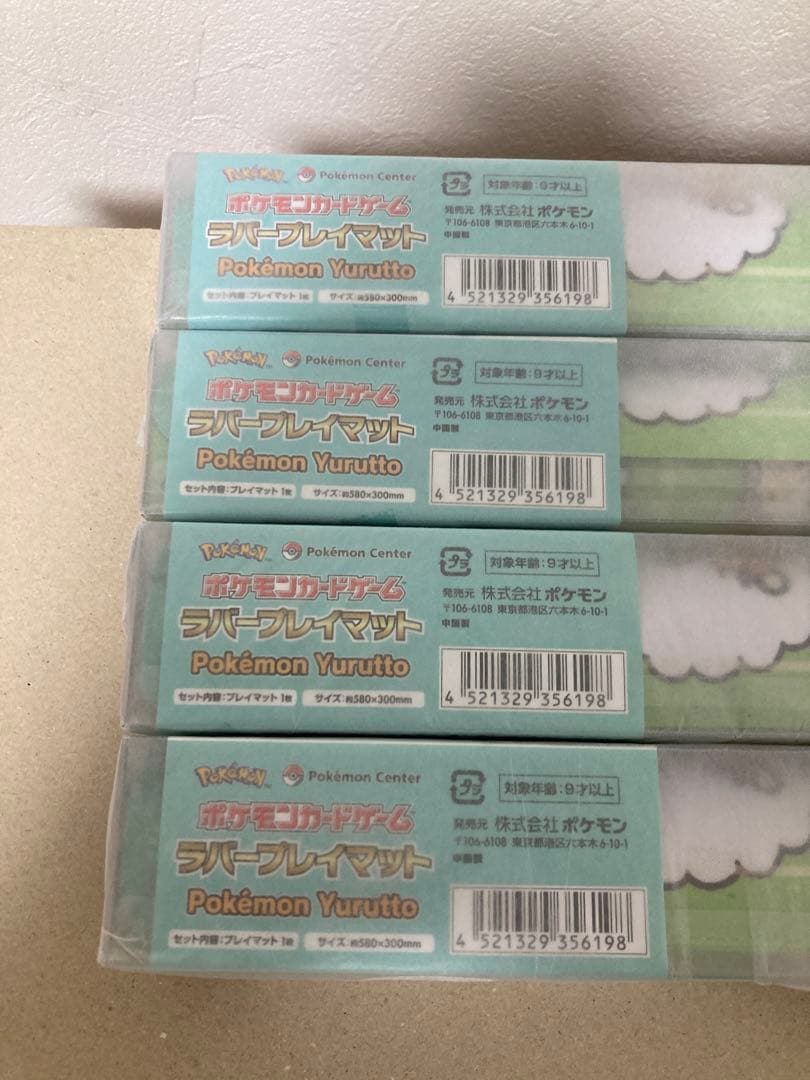 POKéMON™ Pokémon Center
ポケモンカードゲーム
ラバープレイマット
Pokémon Yurutto
セット内容:プレイマット1枚 サイズ:約580×300mm
プラ 対象年齢:9才以上
発売元 株式会社ポケモン
〒106-6108 東京都港区六本木6-10-1
中国製
4 521329 356198
POKéMON™ Pokémon Center
ポケモンカードゲーム
ラバープレイマット
Pokémon Yurutto
セット内容:プレイマット1枚 サイズ:約580×300mm
プラ 対象年齢:9才以上
発売元 株式会社ポケモン
〒106-6108 東京都港区六本木6-10-1
中国製
4 521329 356198
POKéMON™ Pokémon Center
ポケモンカードゲーム
ラバープレイマット
Pokémon Yurutto
セット内容:プレイマット1枚 サイズ:約580×300mm
プラ 対象年齢:9才以上
発売元 株式会社ポケモン
〒106-6108 東京都港区六本木6-10-1
中国製
4 521329 356198
POKéMON™ Pokémon Center
ポケモンカードゲーム
ラバープレイマット
Pokémon Yurutto
セット内容:プレイマット1枚 サイズ:約580×300mm
プラ 対象年齢:9才以上
発売元 株式会社ポケモン
〒106-6108 東京都港区六本木6-10-1
中国製
4 521329 356198